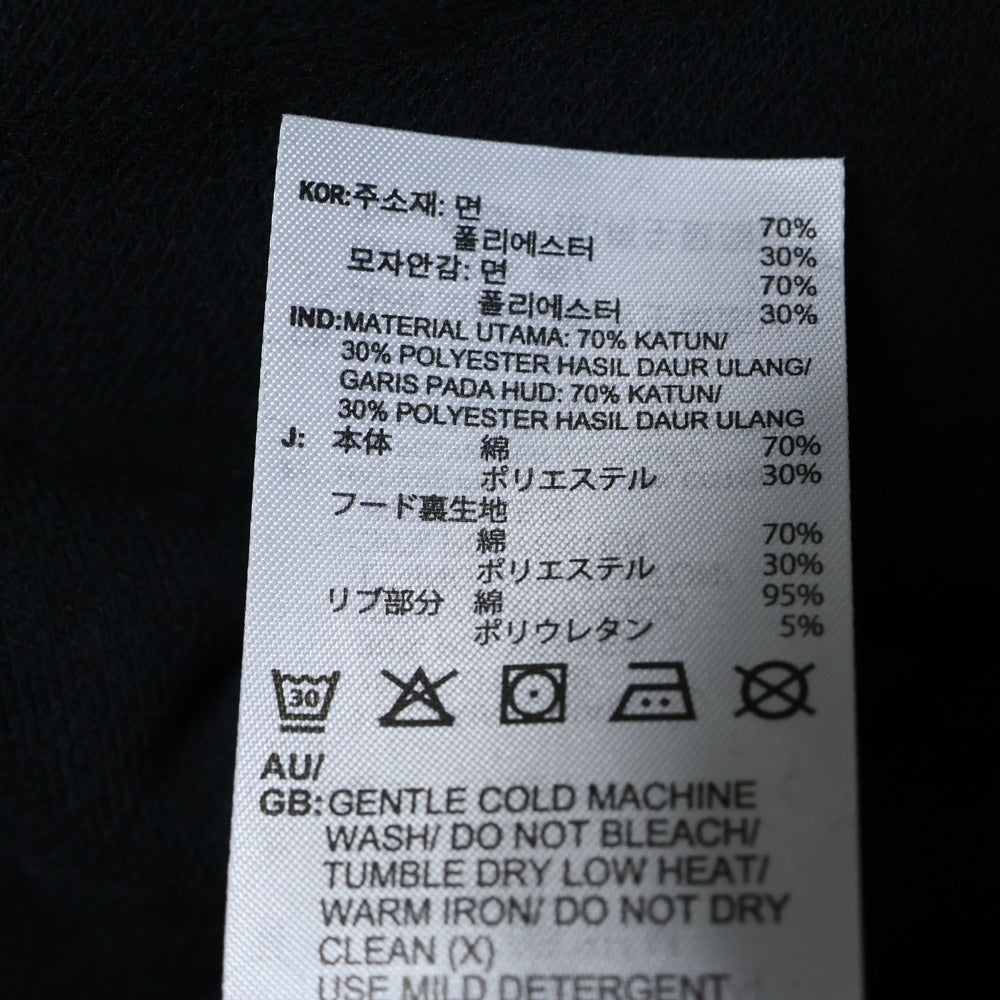 KOR:주소재: 면 70%
폴리에스터 30%
모자안감: 면 70%
폴리에스터 30%
IND:MATERIAL UTAMA: 70% KATUN/
30% POLYESTER HASIL DAUR ULANG/
GARIS PADA HUD: 70% KATUN/
30% POLYESTER HASIL DAUR ULANG
J: 本体 綿 70%
ポリエステル 30%
フード裏生地
綿 70%
ポリエステル 30%
リブ部分 綿 95%
ポリウレタン 5%
30
AU/
GB:GENTLE COLD MACHINE
WASH/ DO NOT BLEACH/
TUMBLE DRY LOW HEAT/
WARM IRON/ DO NOT DRY
CLEAN (X)
USE MILD DETERGENT